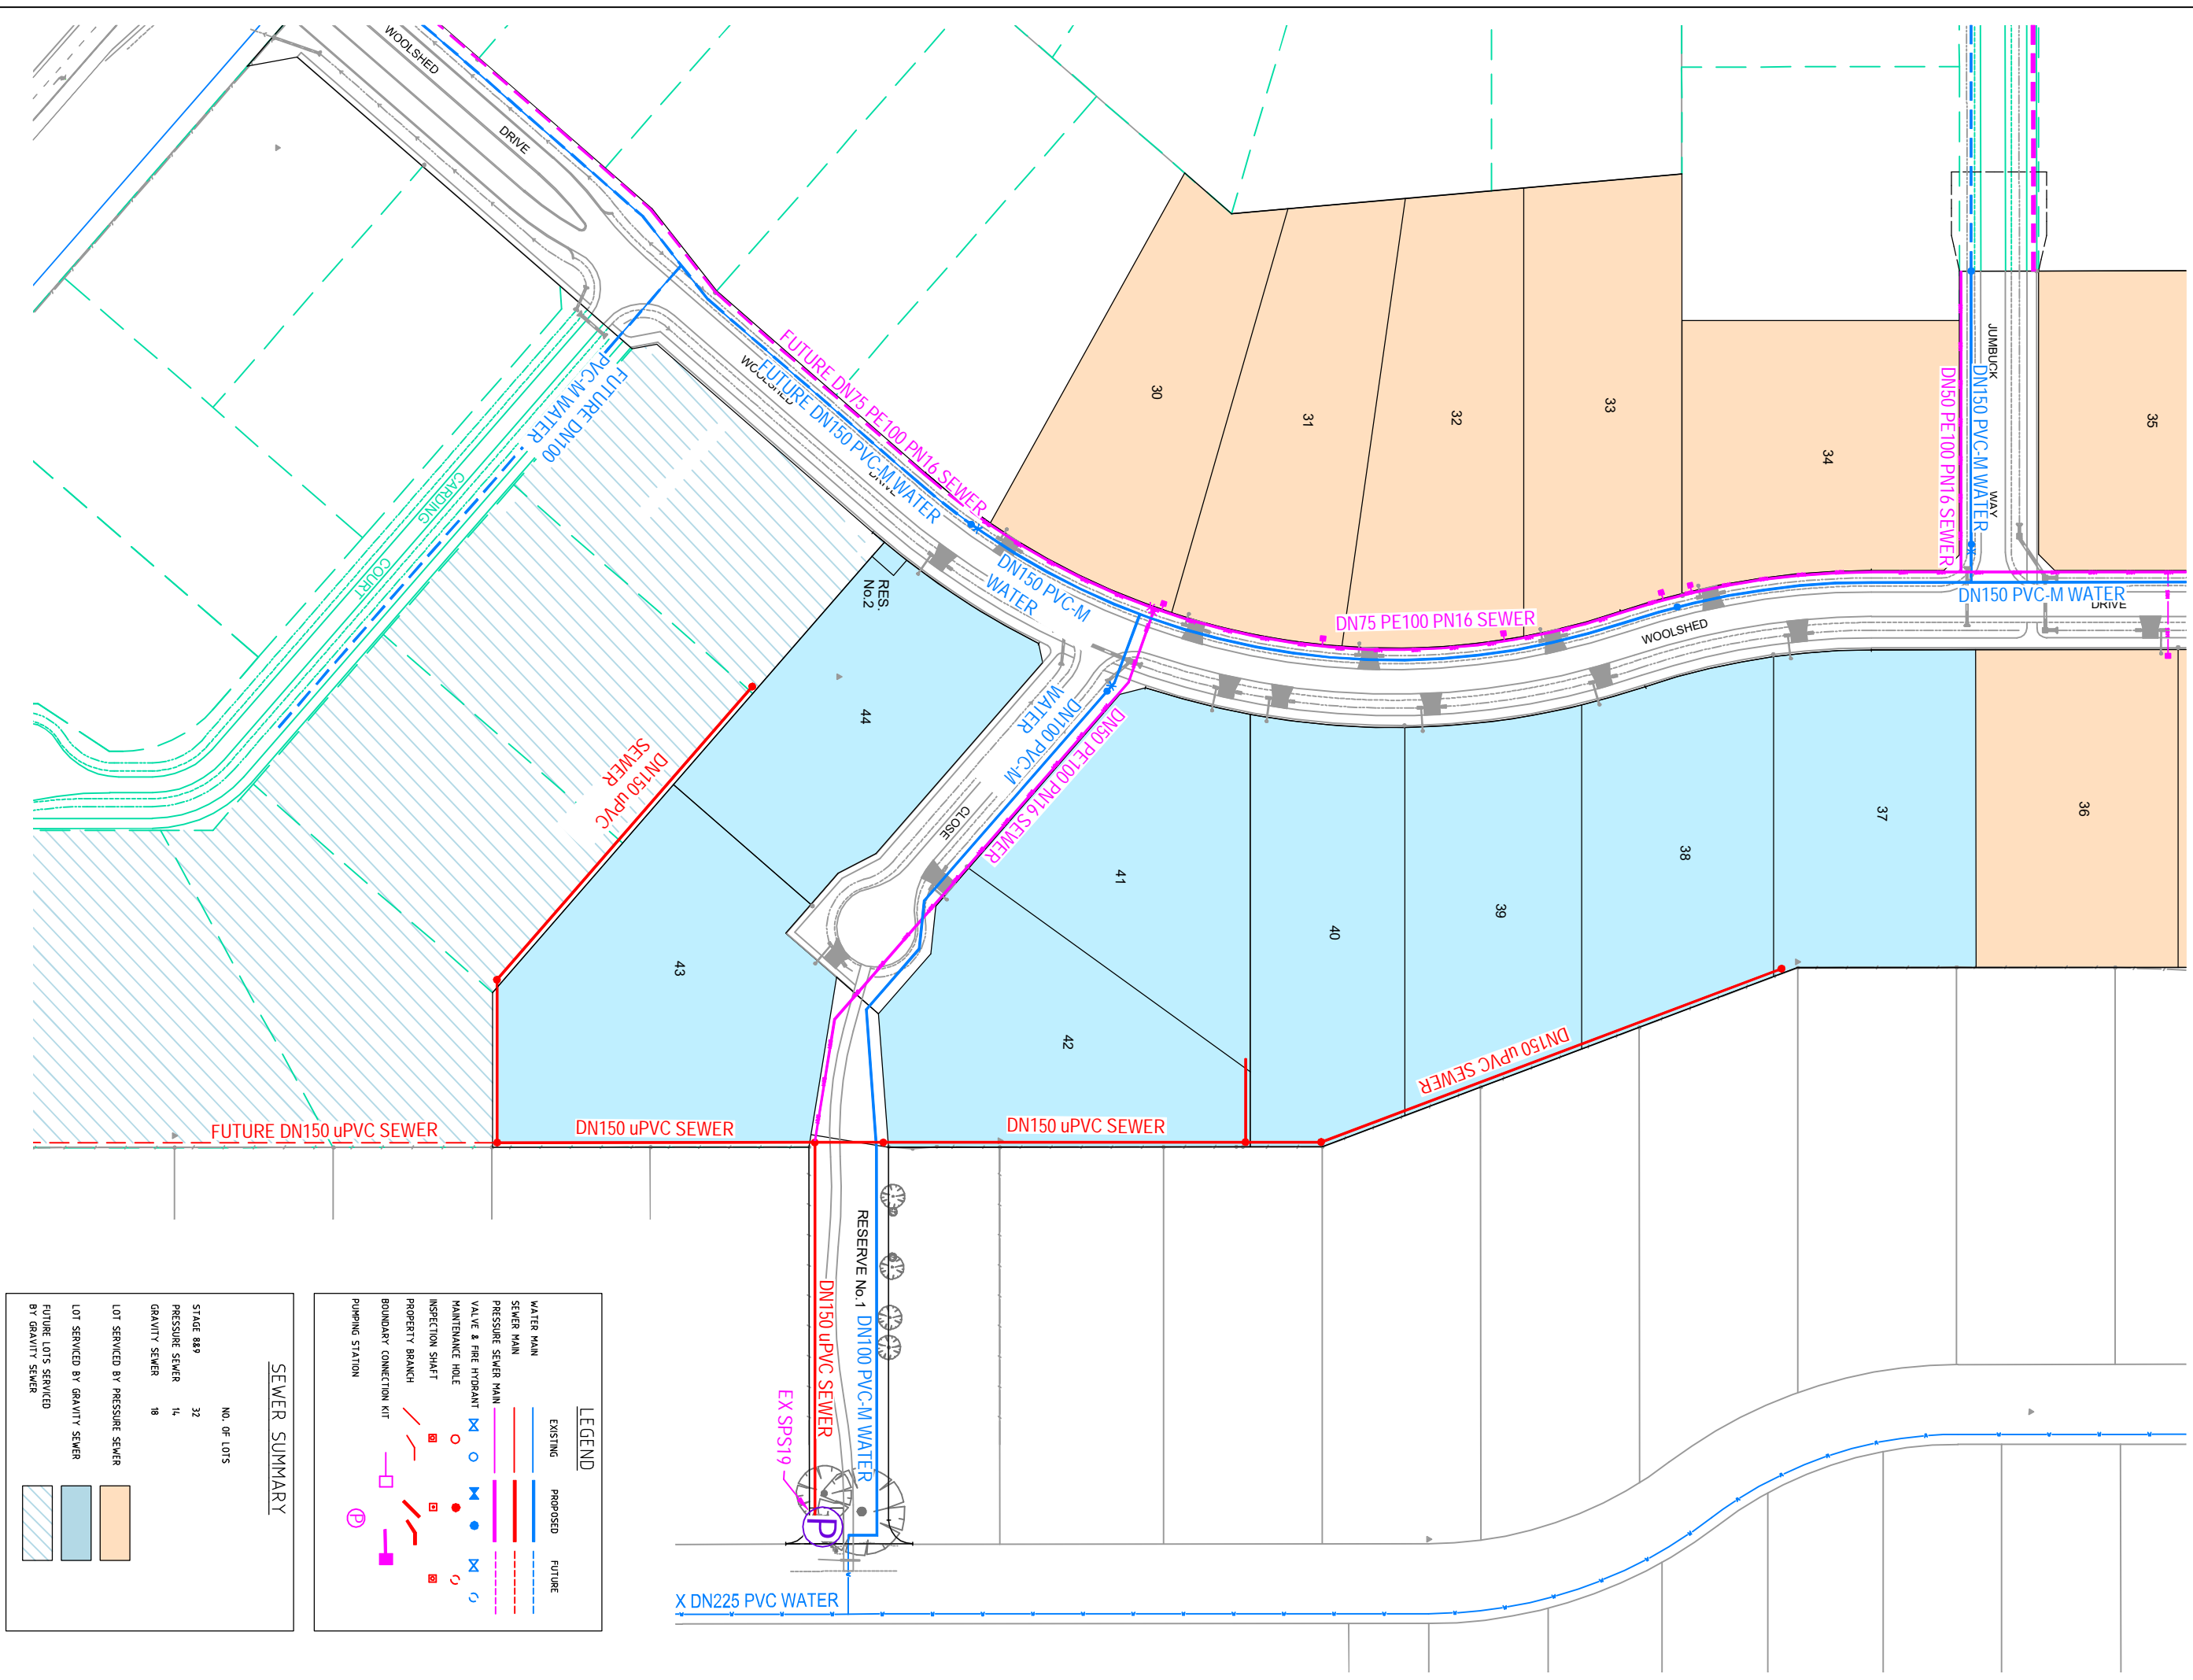 WOOLSHED
DRIVE
FUTURE DN75 PE100 PN16 SEWER
FUTURE DN150 PVC-M WATER
WOOLSHED
DRIVE
FUTURE DN100
PVC-M WATER
CARDING
COURT
30
31
32
33
34
35
JUMBUCK
WAY
DN50 PE100 PN16 SEWER
DN150 PVC-M WATER
DN150 PVC-M WATER
DRIVE
DN150 PVC-M
WATER
DN75 PE100 PN16 SEWER
WOOLSHED
RES.
No.2
44
DN100 PVC-M
WATER
DN50 PE100 PN16 SEWER
CLOSE
DN150 uPVC
SEWER
43
41
42
40
39
38
37
36
DN150 uPVC SEWER
FUTURE DN150 uPVC SEWER
DN150 uPVC SEWER
DN150 uPVC SEWER
RESERVE No.1
DN100 PVC-M WATER
DN150 uPVC SEWER
EX SPS19
P
X DN225 PVC WATER
LEGEND
EXISTING PROPOSED FUTURE
WATER MAIN
SEWER MAIN
PRESSURE SEWER MAIN
VALVE & FIRE HYDRANT
MAINTENANCE HOLE
INSPECTION SHAFT
PROPERTY BRANCH
BOUNDARY CONNECTION KIT
PUMPING STATION
P
SEWER SUMMARY
NO. OF LOTS
STAGE 8&9 32
PRESSURE SEWER 14
GRAVITY SEWER 18
LOT SERVICED BY PRESSURE SEWER
LOT SERVICED BY GRAVITY SEWER
FUTURE LOTS SERVICED
BY GRAVITY SEWER